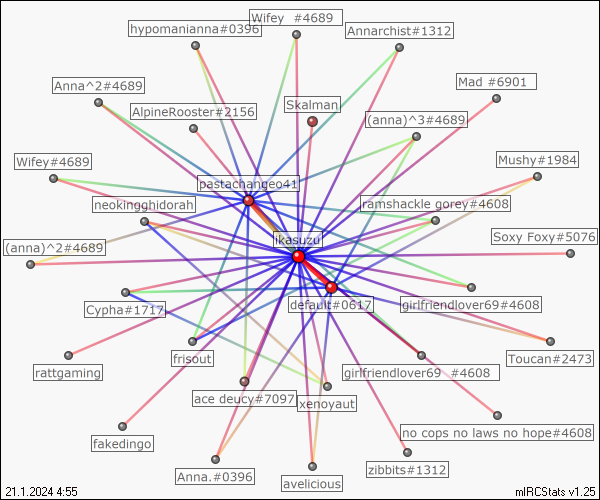 Wifey #4689
hypomanianna#0396
Annarchist#1312
Mad #6901
Anna^2#4689
Skalman
AlpineRooster#2156
(anna)^3#4689
Wifey#4689
Mushy#1984
pastachangeo41
neokingghidorah
ramshackle gorey#4608
Soxy Foxy#5076
ikasuzui
(anna)^2#4689
default#0617
girlfriendlover69#4608
Cypha#1717
rattgaming
frisout
girlfriendlover69 #4608
Toucan#2473
ace deucy#7097
xenoyaut
no cops no laws no hope#4608
fakedingo
Anna.#0396
avelicious
zibbits#1312
21.1.2024 4:55
mIRCStats v1.25